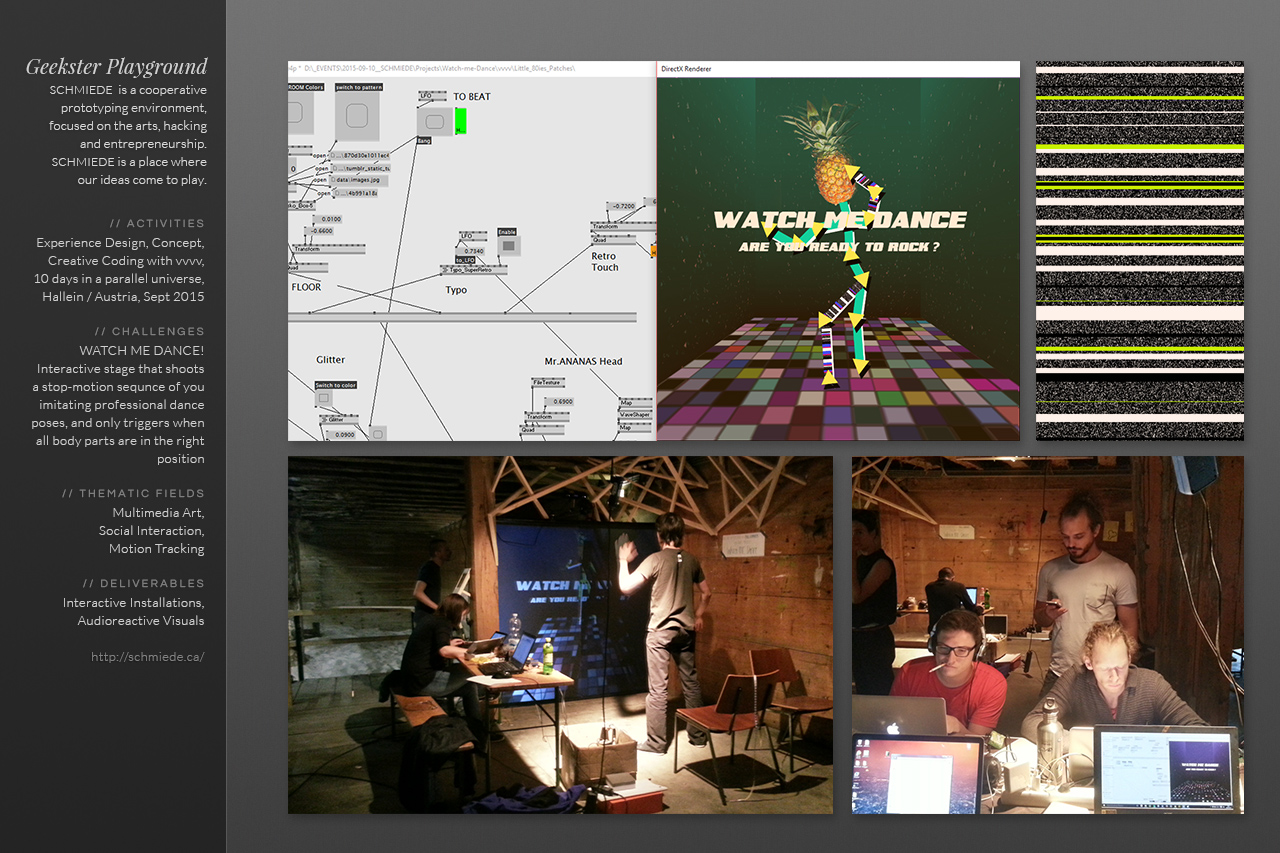 Geekster Playground
SCHMIEDE is a cooperative
prototyping environment,
focused on the arts, hacking
and entrepreneurship.
SCHMIEDE is a place where
our ideas come to play.
// ACTIVITIES
Experience Design, Concept,
Creative Coding with vvvv,
10 days in a parallel universe,
Hallein / Austria, Sept 2015
// CHALLENGES
WATCH ME DANCE!
Interactive stage that shoots
a stop-motion sequnce of you
imitating professional dance
poses, and only triggers when
all body parts are in the right
position
// THEMATIC FIELDS
Multimedia Art,
Social Interaction,
Motion Tracking
// DELIVERABLES
Interactive Installations,
Audioreactive Visuals
http://schmiede.ca/
D:\_EVENTS\2015-09-10__SCHMIEDE\Projects\Watch-me-Dance\vvvv\Little_80ies_Patches\
ROOM Colors
switch to pattern
LFO
TO BEAT
Bang
open
...\870d30e1011ec
open
...\tumblr_static_tu
open
data\images.jpg
open
...\4b991a18
0.0100
-0.6600
Transform
Quad
FLOOR
LFO
0.7340
to_LFO
Typo_SuperRetro
Enable
Typo
-0.7200
Transform
Quad
Retro
Touch
Glitter
Switch to color
Glitter
0.0900
Mr.ANANAS Head
FileTexture
0.6900
Transform
Quad
Map
WaveShaper
Map
DirectX Renderer
WATCH ME DANCE
ARE YOU READY TO ROCK ?
WATCH M
ARE YOU READ
WATCH ME DANCE
ARE YOU READY TO ROCK ?